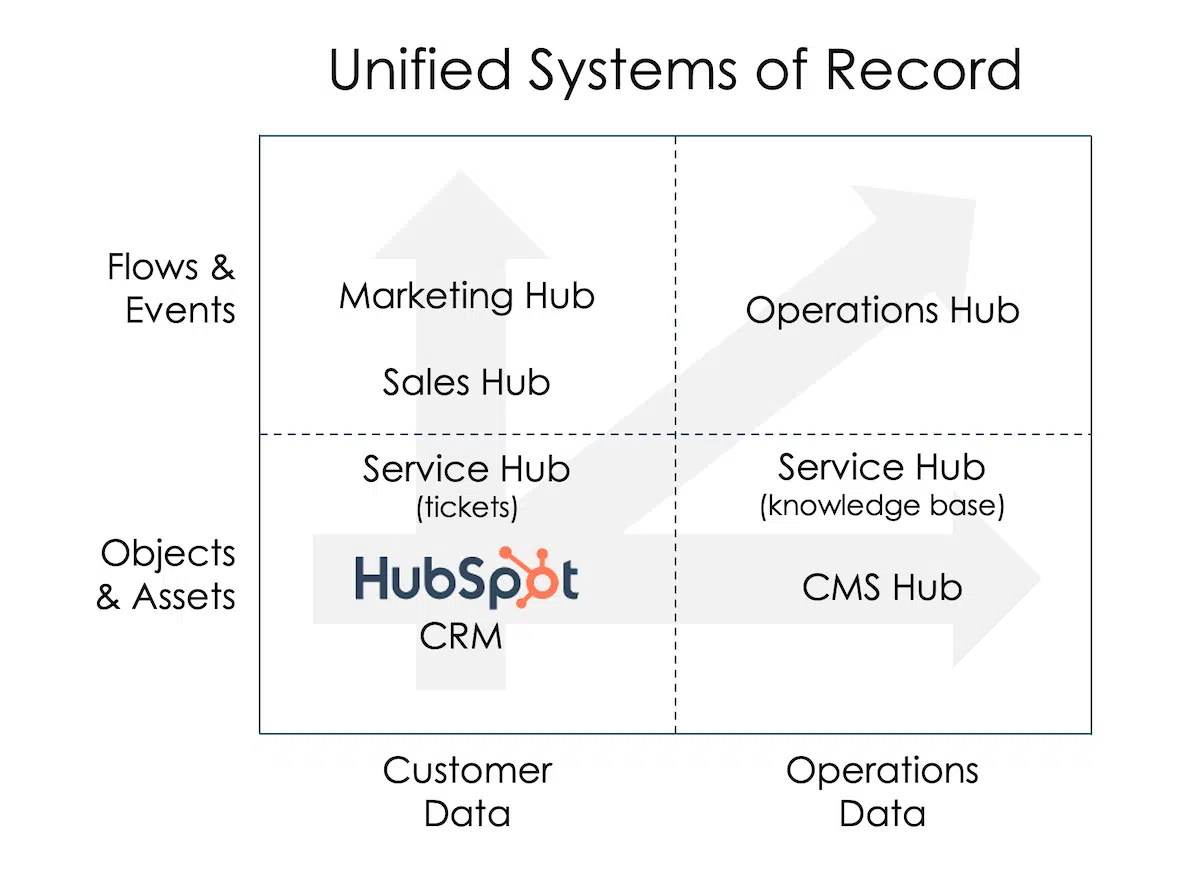 Unified Systems of Record
Flows &
Events
Marketing Hub
Sales Hub
Operations Hub
Objects
& Assets
Service Hub
(tickets)
HubSpot
CRM
Service Hub
(knowledge base)
CMS Hub
Customer
Data
Operations
Data